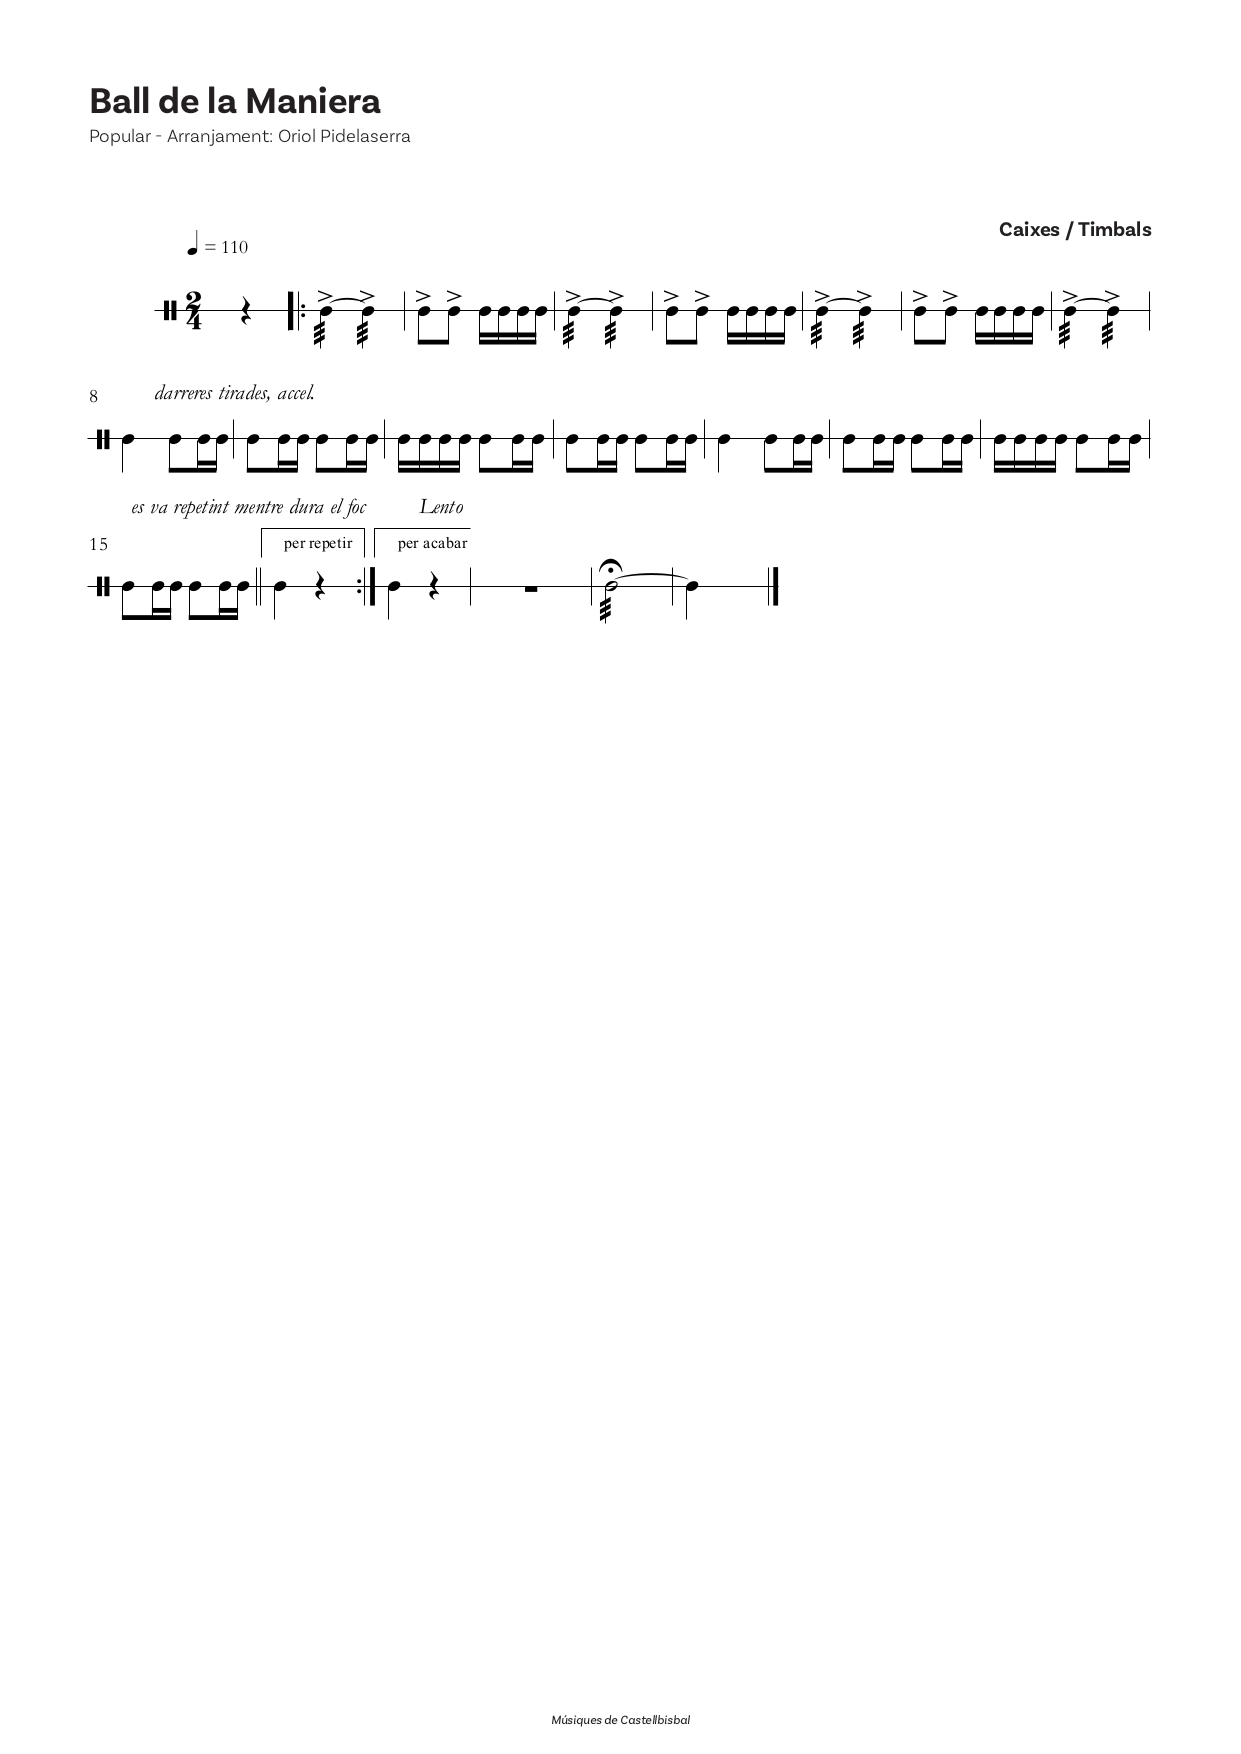 Ball de la Maniera
Popular - Arranjament: Oriol Pidelaserra
Caixes / Timbals
= 110
2
4
8
darreres tirades, accel.
es va repetint mentre dura el foc Lento
15
per repetir per acabar
Músiques de Castellbisbal